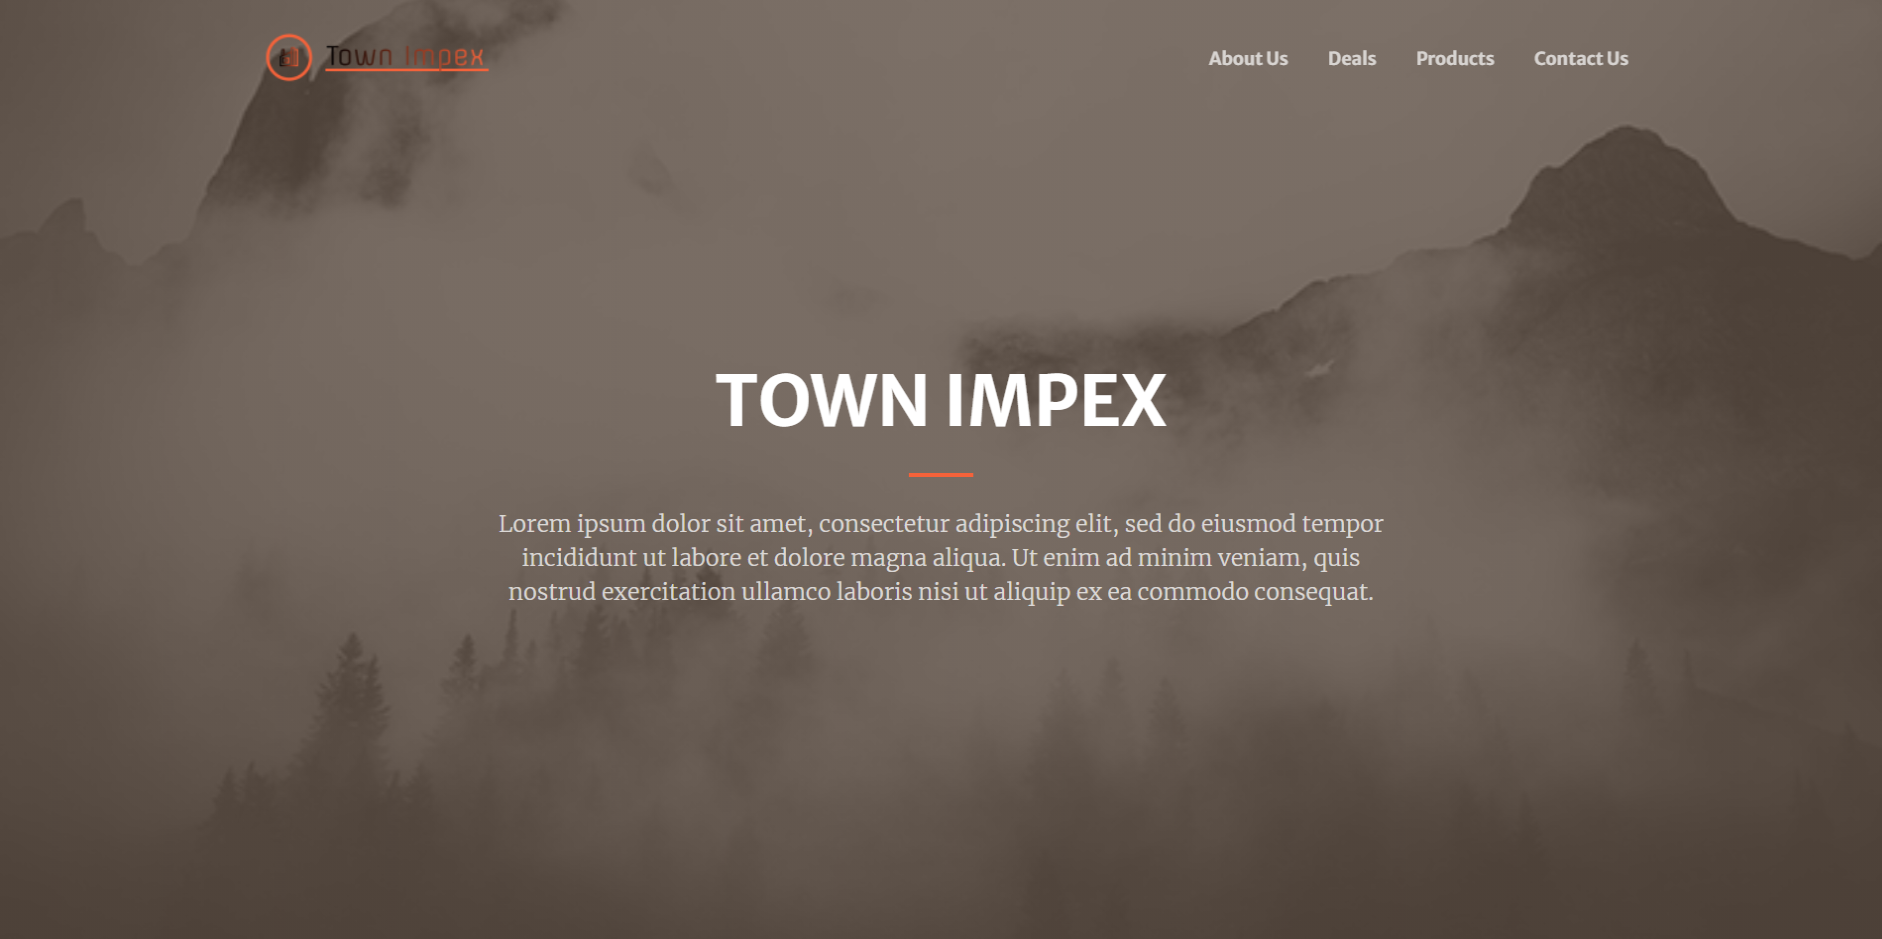 Town Impex
About Us Deals Products Contact Us
TOWN IMPEX
Lorem ipsum dolor sit amet, consectetur adipiscing elit, sed do eiusmod tempor
incididunt ut labore et dolore magna aliqua. Ut enim ad minim veniam, quis
nostrud exercitation ullamco laboris nisi ut aliquip ex ea commodo consequat.